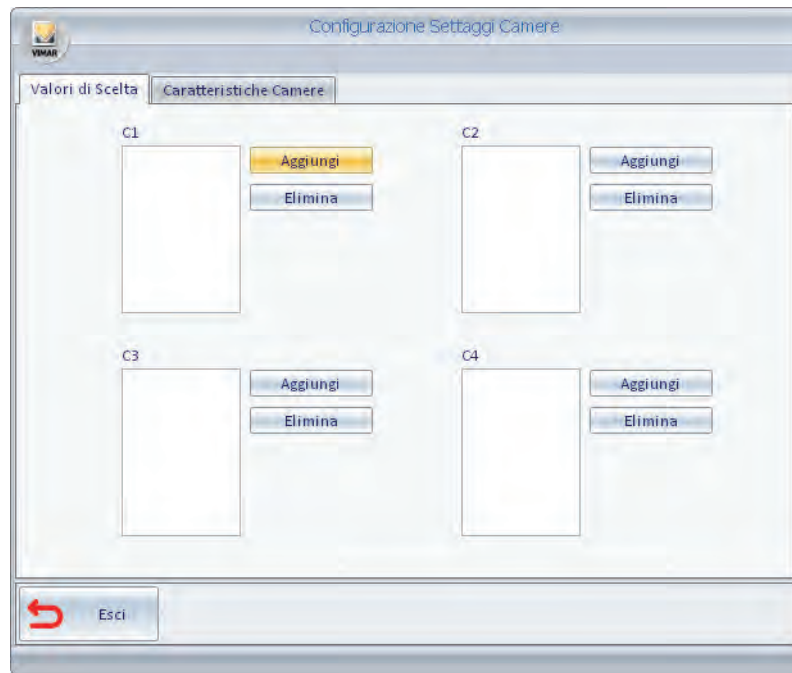 Configurazione Settaggi Camere
VIMAR
Valori di Scelta Caratteristiche Camere
C1 C2
Aggiungi Aggiungi
Elimina Elimina
C3 C4
Aggiungi Aggiungi
Elimina Elimina
Esci